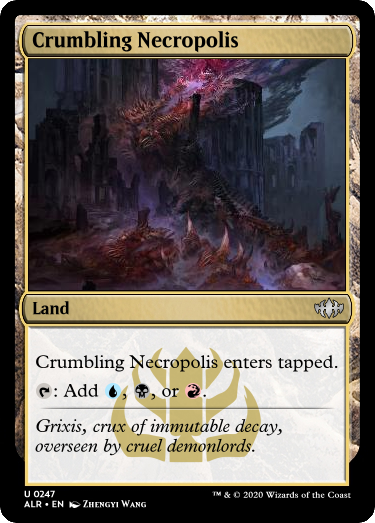 Crumbling Necropolis
Land
Crumbling Necropolis enters tapped.
: Add , , or .
Grixis, crux of immutable decay,
overseen by cruel demonlords.
U 0247
ALR • EN Zhengyi Wang
™ & © 2020 Wizards of the Coast